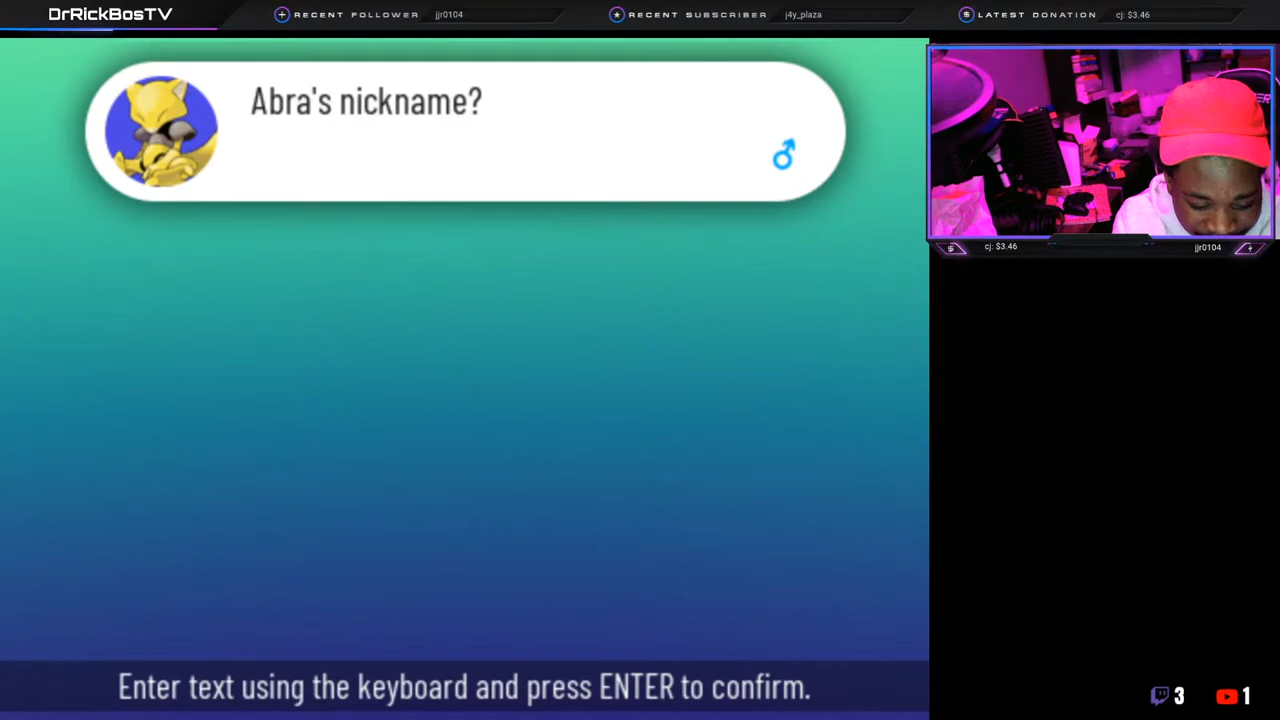 DrRickBosTV
RECENT FOLLOWER jjr0104
RECENT SUBSCRIBER j4y_plaza
LATEST DONATION cj: $3.46
Abra's nickname?
cj: $3.46
jjr0104
Enter text using the keyboard and press ENTER to confirm.
3
1